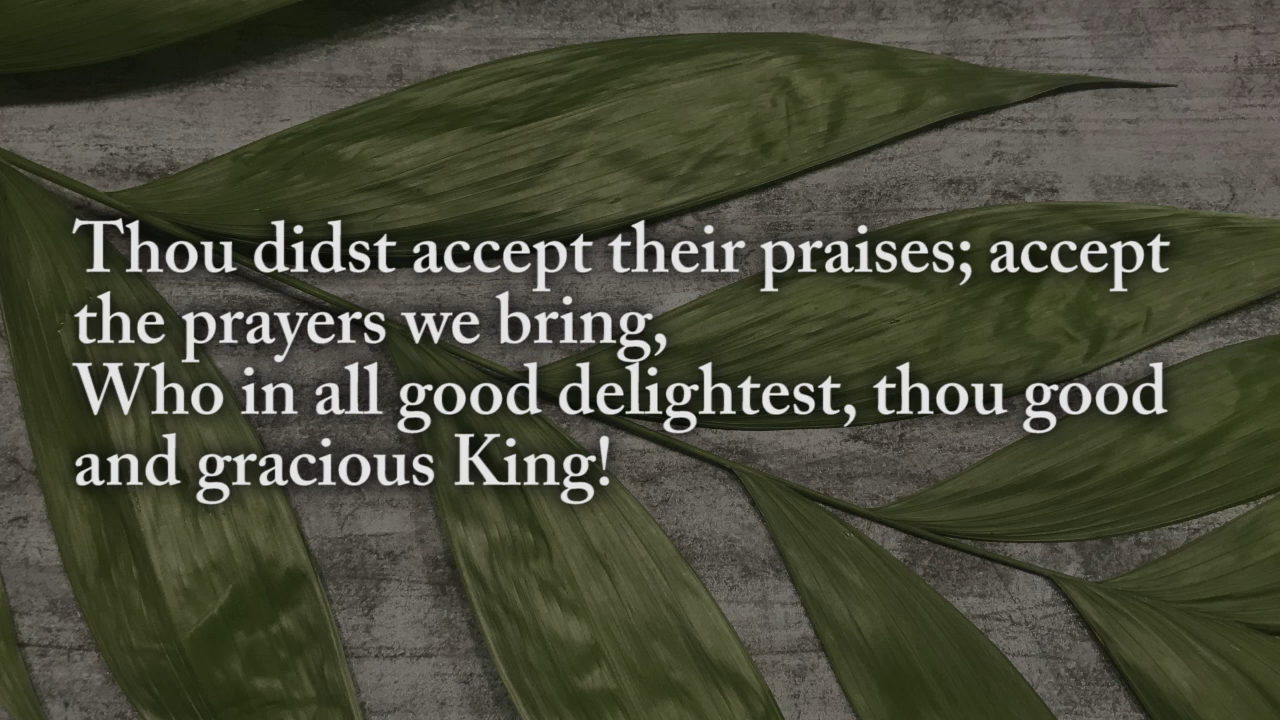 Thou didst accept their praises; accept
the prayers we bring,
Who in all good delightest, thou good
and gracious King!